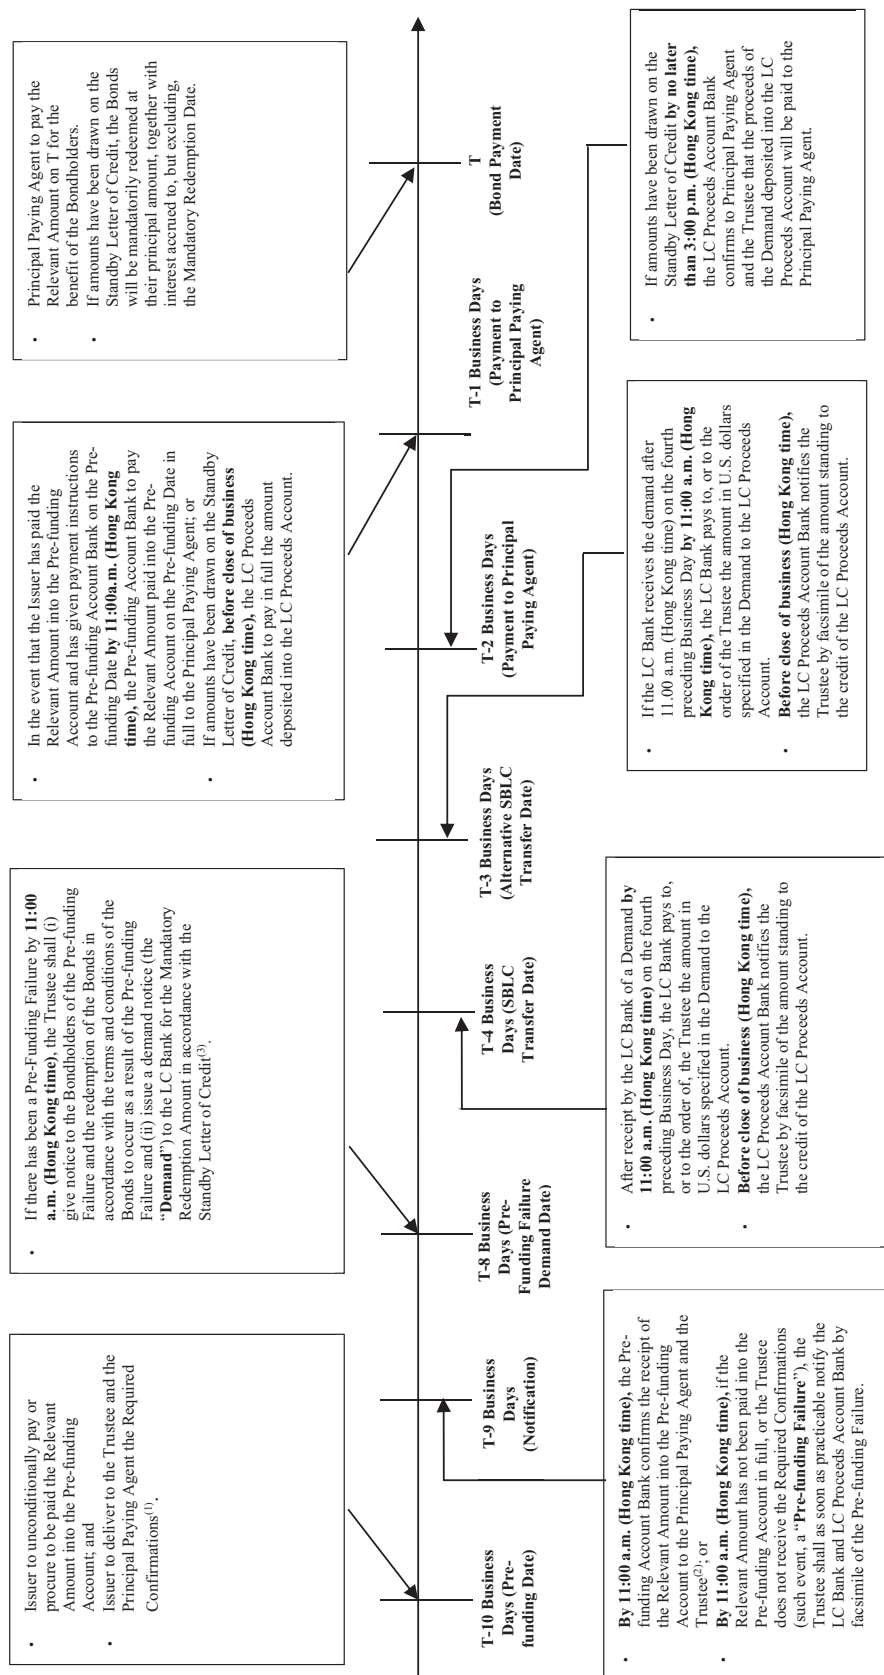 • Issuer to unconditionally pay or
procure to be paid the Relevant
Amount into the Pre-funding
Account; and
• Issuer to deliver to the Trustee and the
Principal Paying Agent the Required
Confirmations(1).
• If there has been a Pre-Funding Failure by 11:00
a.m. (Hong Kong time), the Trustee shall (i)
give notice to the Bondholders of the Pre-funding
Failure and the redemption of the Bonds in
accordance with the terms and conditions of the
Bonds to occur as a result of the Pre-funding
Failure and (ii) issue a demand notice (the
“Demand”) to the LC Bank for the Mandatory
Redemption Amount in accordance with the
Standby Letter of Credit(3).
• In the event that the Issuer has paid the
Relevant Amount into the Pre-funding
Account and has given payment instructions
to the Pre-funding Account Bank on the Pre-
funding Date by 11:00a.m. (Hong Kong
time), the Pre-funding Account Bank to pay
the Relevant Amount paid into the Pre-
funding Account on the Pre-funding Date in
full to the Principal Paying Agent; or
• If amounts have been drawn on the Standby
Letter of Credit, before close of business
(Hong Kong time), the LC Proceeds
Account Bank to pay in full the amount
deposited into the LC Proceeds Account.
• Principal Paying Agent to pay the
Relevant Amount on T for the
benefit of the Bondholders.
• If amounts have been drawn on the
Standby Letter of Credit, the Bonds
will be mandatorily redeemed at
their principal amount, together with
interest accrued to, but excluding,
the Mandatory Redemption Date.
T-10 Business
Days (Pre-
funding Date)
T-9 Business
Days
(Notification)
T-8 Business
Days (Pre-
Funding Failure
Demand Date)
T-4 Business
Days (SBLC
Transfer Date)
T-3 Business Days
(Alternative SBLC
Transfer Date)
T-2 Business Days
(Payment to Principal
Paying Agent)
T-1 Business Days
(Payment to
Principal Paying
Agent)
T
(Bond Payment
Date)
• By 11:00 a.m. (Hong Kong time), the Pre-
funding Account Bank confirms the receipt of
the Relevant Amount into the Pre-funding
Account to the Principal Paying Agent and the
Trustee(2); or
• By 11:00 a.m. (Hong Kong time), if the
Relevant Amount has not been paid into the
Pre-funding Account in full, or the Trustee
does not receive the Required Confirmations
(such event, a “Pre-funding Failure”), the
Trustee shall as soon as practicable notify the
LC Bank and LC Proceeds Account Bank by
facsimile of the Pre-funding Failure.
• After receipt by the LC Bank of a Demand by
11:00 a.m. (Hong Kong time) on the fourth
preceding Business Day, the LC Bank pays to,
or to the order of, the Trustee the amount in
U.S. dollars specified in the Demand to the
LC Proceeds Account.
• Before close of business (Hong Kong time),
the LC Proceeds Account Bank notifies the
Trustee by facsimile of the amount standing to
the credit of the LC Proceeds Account.
• If the LC Bank receives the demand after
11.00 a.m. (Hong Kong time) on the fourth
preceding Business Day by 11:00 a.m. (Hong
Kong time), the LC Bank pays to, or to the
order of the Trustee the amount in U.S. dollars
specified in the Demand to the LC Proceeds
Account.
• Before close of business (Hong Kong time),
the LC Proceeds Account Bank notifies the
Trustee by facsimile of the amount standing to
the credit of the LC Proceeds Account.
• If amounts have been drawn on the
Standby Letter of Credit by no later
than 3:00 p.m. (Hong Kong time),
the LC Proceeds Account Bank
confirms to Principal Paying Agent
and the Trustee that the proceeds of
the Demand deposited into the LC
Proceeds Account will be paid to the
Principal Paying Agent.